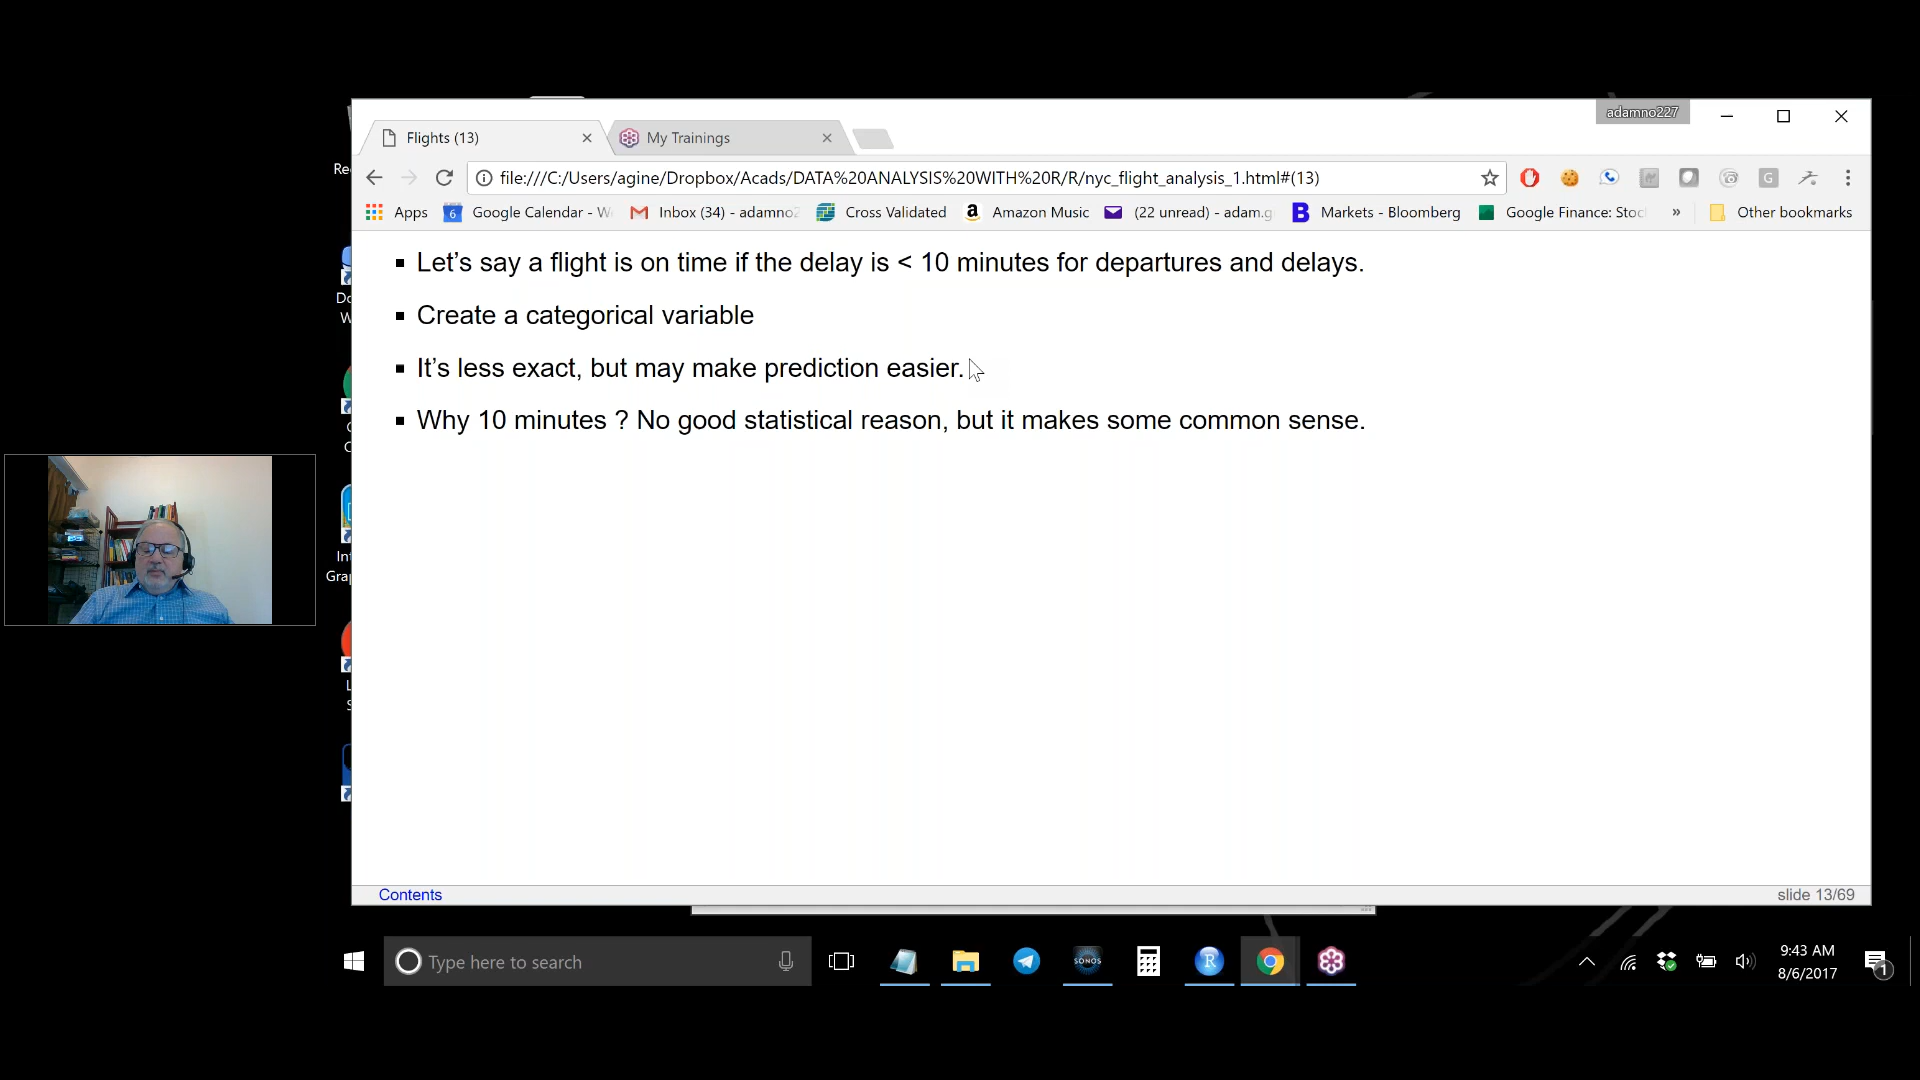 adamno227
Flights (13)
My Trainings
file:///C:/Users/agine/Dropbox/Acads/DATA%20ANALYSIS%20WITH%20R/R/nyc_flight_analysis_1.html#(13)
Apps
6
Google Calendar - W
Inbox (34) - adamno2
Cross Validated
Amazon Music
(22 unread) - adam.g
Markets - Bloomberg
Google Finance: Stoc
»
Other bookmarks
Let’s say a flight is on time if the delay is < 10 minutes for departures and delays.
Create a categorical variable
It’s less exact, but may make prediction easier.
Why 10 minutes ? No good statistical reason, but it makes some common sense.
Contents
slide 13/69
Type here to search
SONOS
R
9:43 AM
8/6/2017
1